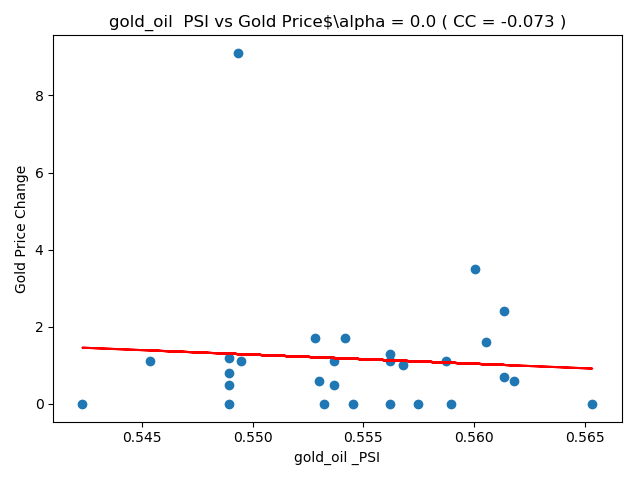 gold_oil  PSI vs Gold Price$\alpha = 0.0 ( CC = -0.073 )
8
6
4
2
0
Gold Price Change
0.545 0.550 0.555 0.560 0.565
gold_oil _PSI